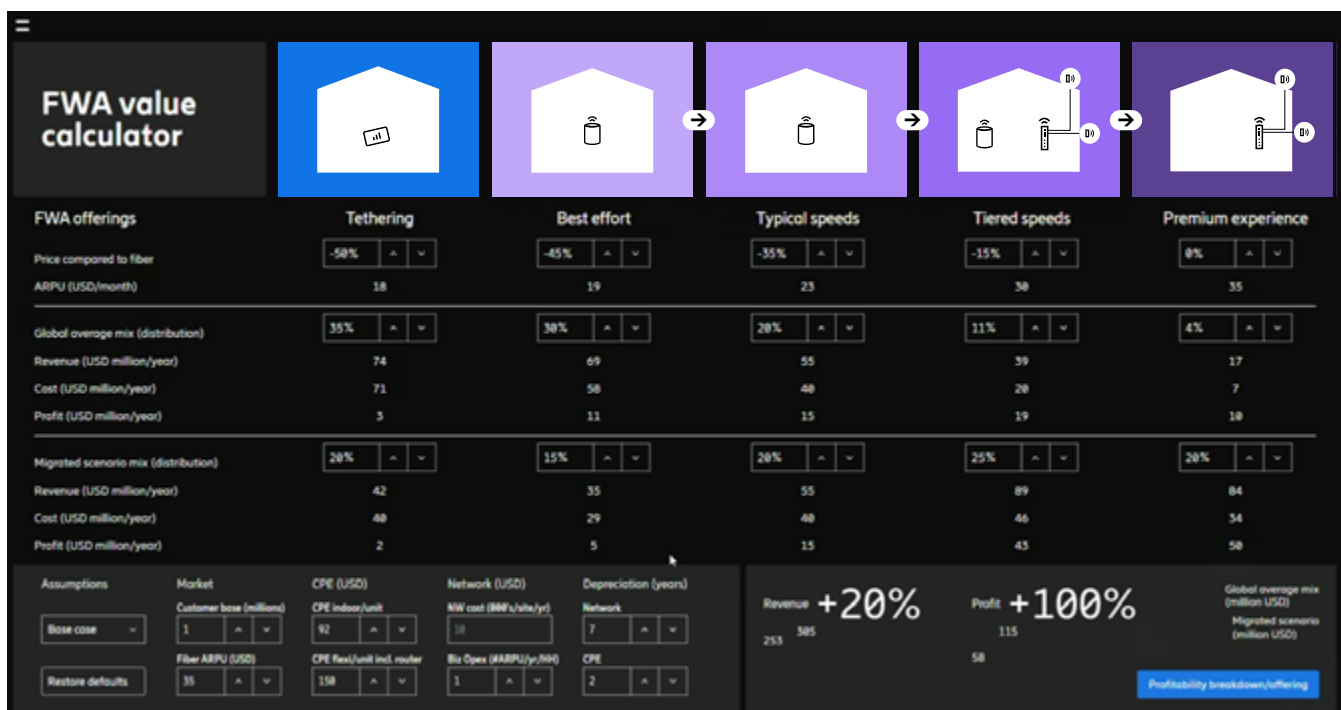 FWA value
calculator
FWA offerings Tethering Best effort Typical speeds Tiered speeds Premium experience
Price compared to fiber -50% -45% -35% -15% 0%
ARPU (USD/month) 18 19 23 30 35
Global average mix (distribution) 35% 30% 20% 11% 4%
Revenue (USD million/year) 74 69 55 39 17
Cost (USD million/year) 71 58 40 20 7
Profit (USD million/year) 3 11 15 19 10
Migrated scenario mix (distribution) 20% 15% 20% 25% 20%
Revenue (USD million/year) 42 35 55 89 84
Cost (USD million/year) 40 29 40 46 34
Profit (USD million/year) 2 5 15 43 50
Assumptions Market CPE (USD) Network (USD) Depreciation (years)
Customer base (millions) CPE indoor/unit NW cost (000's/site/yr) Network
Base case 1 92 10 7
Fiber ARPU (USD) CPE flexi/unit incl. router Biz Opex (#ARPU/yr/HH) CPE
Restore defaults 35 150 1 2
Revenue +20% Profit +100%
253 305 115
58
Global average mix
(million USD)
Migrated scenario
(million USD)
Profitability breakdown/offering